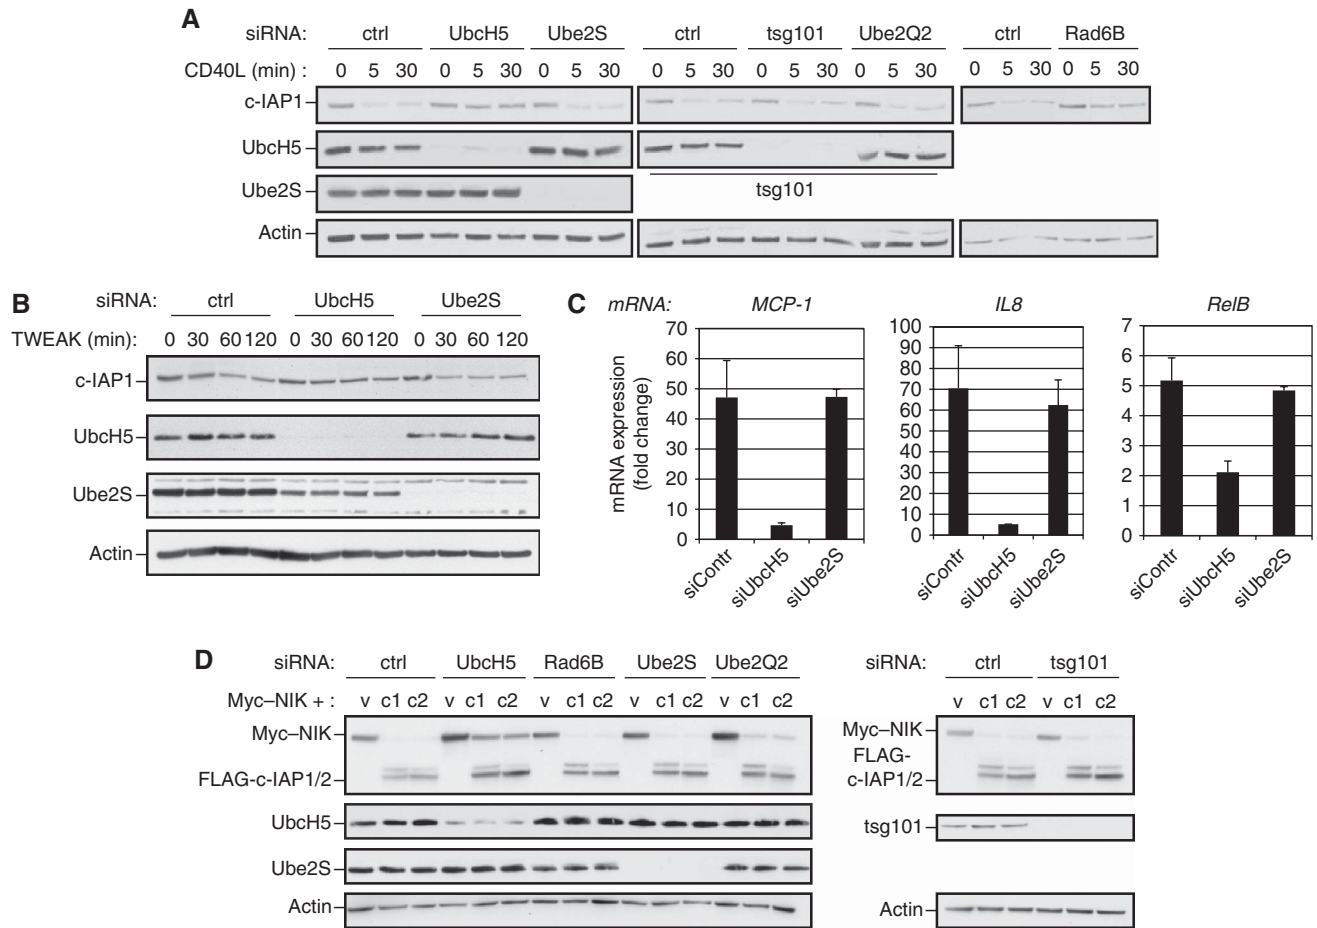 A
siRNA: ctrl UbcH5 Ube2S ctrl tsg101 Ube2Q2 ctrl Rad6B
CD40L (min) : 0 5 30 0 5 30 0 5 30 0 5 30 0 5 30 0 5 30 0 5 30 0 5 30
c-IAP1
UbcH5
Ube2S
tsg101
Actin
B
siRNA: ctrl UbcH5 Ube2S
TWEAK (min): 0 30 60 120 0 30 60 120 0 30 60 120
c-IAP1
UbcH5
Ube2S
Actin
C
mRNA: MCP-1 IL8 RelB
mRNA expression
(fold change)
70
60
50
40
30
20
10
0
siContr siUbcH5 siUbe2S
100
90
80
70
60
50
40
30
20
10
0
siContr siUbcH5 siUbe2S
7
6
5
4
3
2
1
0
siContr siUbcH5 siUbe2S
D
siRNA: ctrl UbcH5 Rad6B Ube2S Ube2Q2
Myc–NIK + : v c1 c2 v c1 c2 v c1 c2 v c1 c2 v c1 c2
Myc–NIK
FLAG-c-IAP1/2
UbcH5
Ube2S
Actin
siRNA: ctrl tsg101
v c1 c2 v c1 c2
Myc–NIK
FLAG-
c-IAP1/2
tsg101
Actin